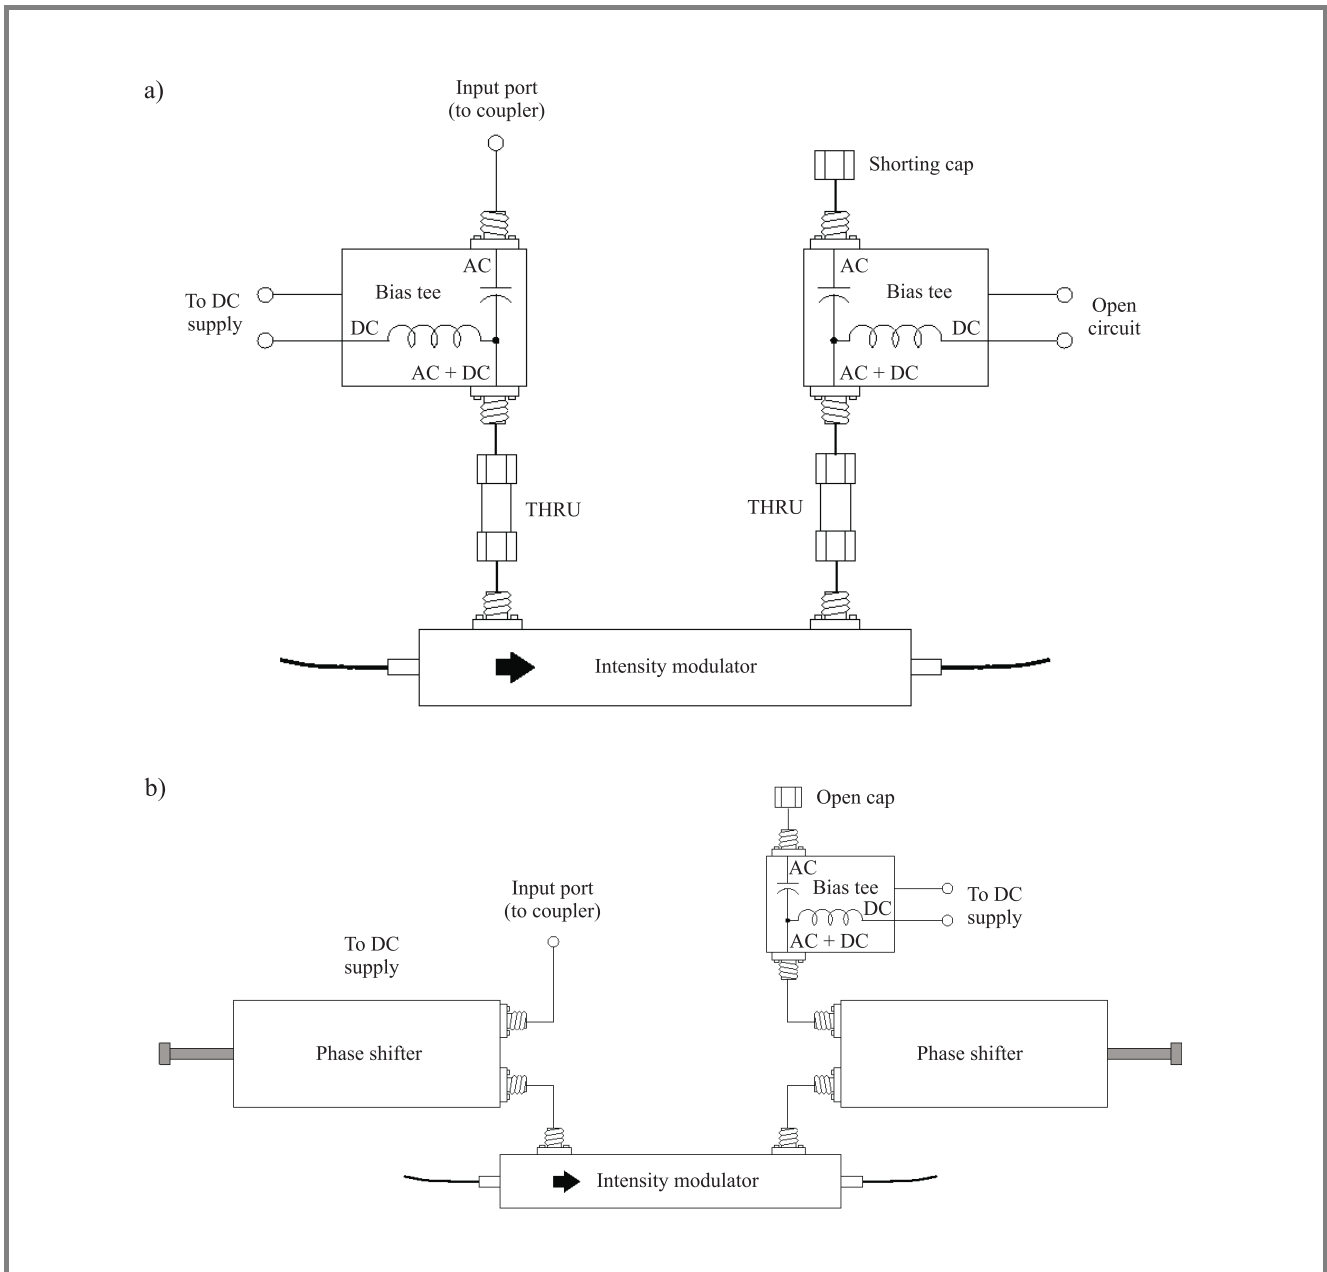 a)
Input port
(to coupler)
Shorting cap
AC
Bias tee
DC
AC + DC
To DC
supply
AC
Bias tee
DC
AC + DC
Open
circuit
THRU
THRU
Intensity modulator
b)
Open cap
AC
Bias tee
DC
AC + DC
To DC
supply
Input port
(to coupler)
To DC
supply
Phase shifter
Phase shifter
Intensity modulator